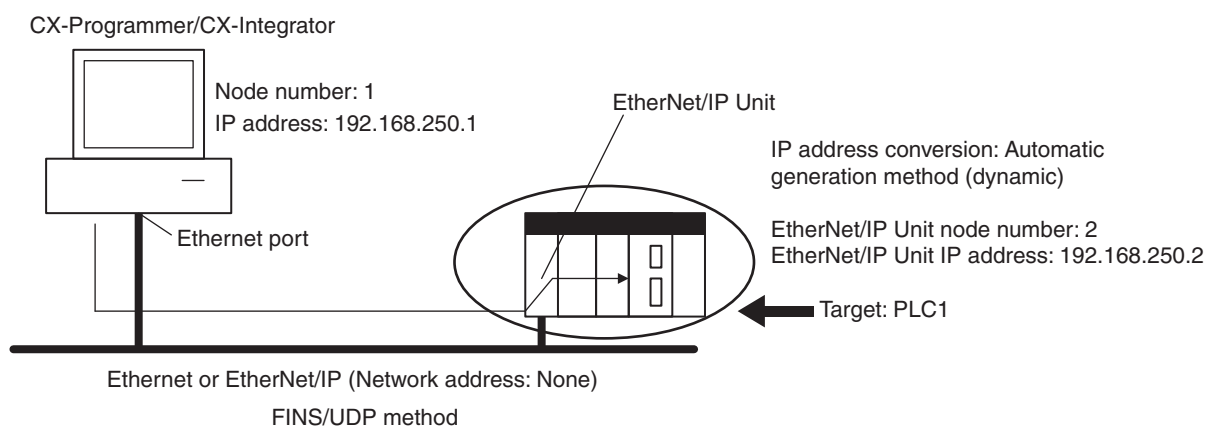 CX-Programmer/CX-Integrator
Node number: 1
IP address: 192.168.250.1
EtherNet/IP Unit
IP address conversion: Automatic
generation method (dynamic)
Ethernet port
EtherNet/IP Unit node number: 2
EtherNet/IP Unit IP address: 192.168.250.2
Target: PLC1
Ethernet or EtherNet/IP (Network address: None)
FINS/UDP method